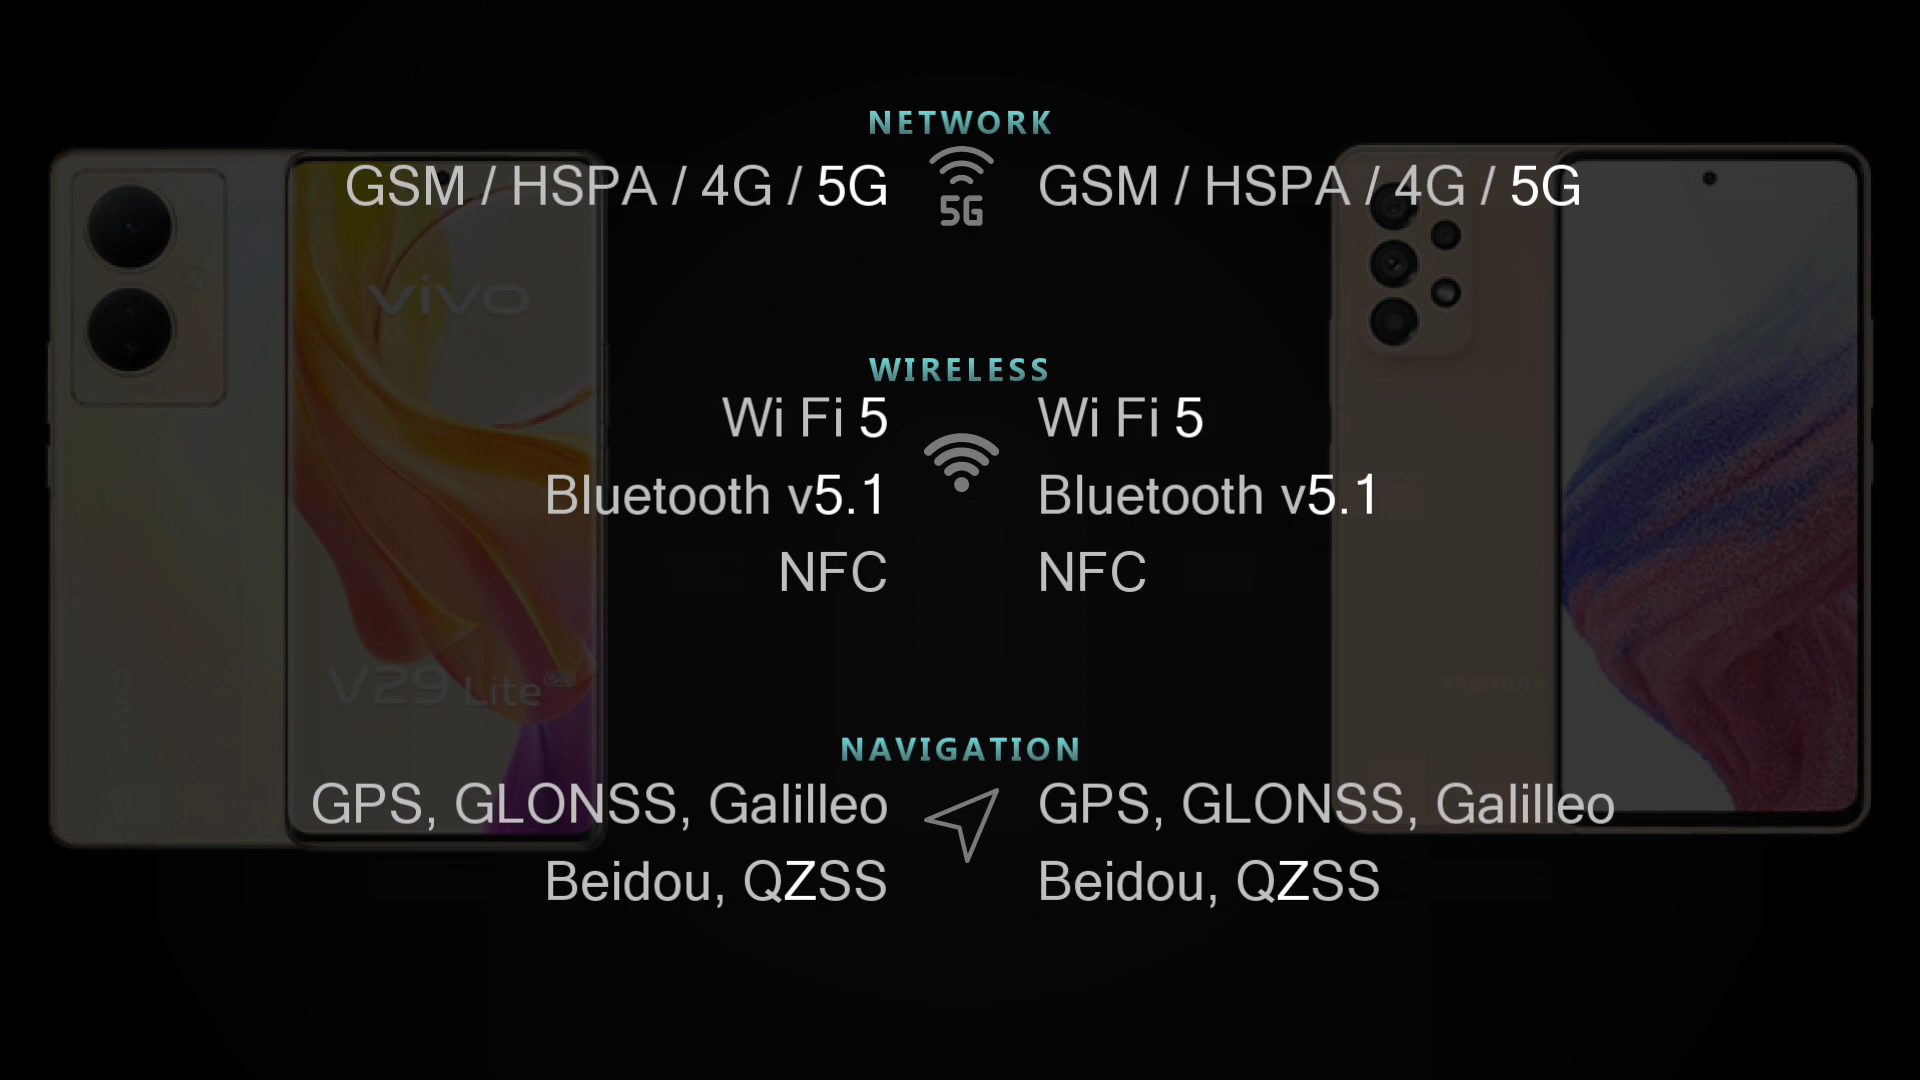 NETWORK
GSM / HSPA / 4G / 5G
5G
GSM / HSPA / 4G / 5G
vivo
WIRELESS
Wi Fi 5
Wi Fi 5
Bluetooth v5.1
Bluetooth v5.1
NFC
NFC
V29 Lite
SAMSUNG
vivo
NAVIGATION
GPS, GLONSS, Galilleo
GPS, GLONSS, Galilleo
Beidou, QZSS
Beidou, QZSS